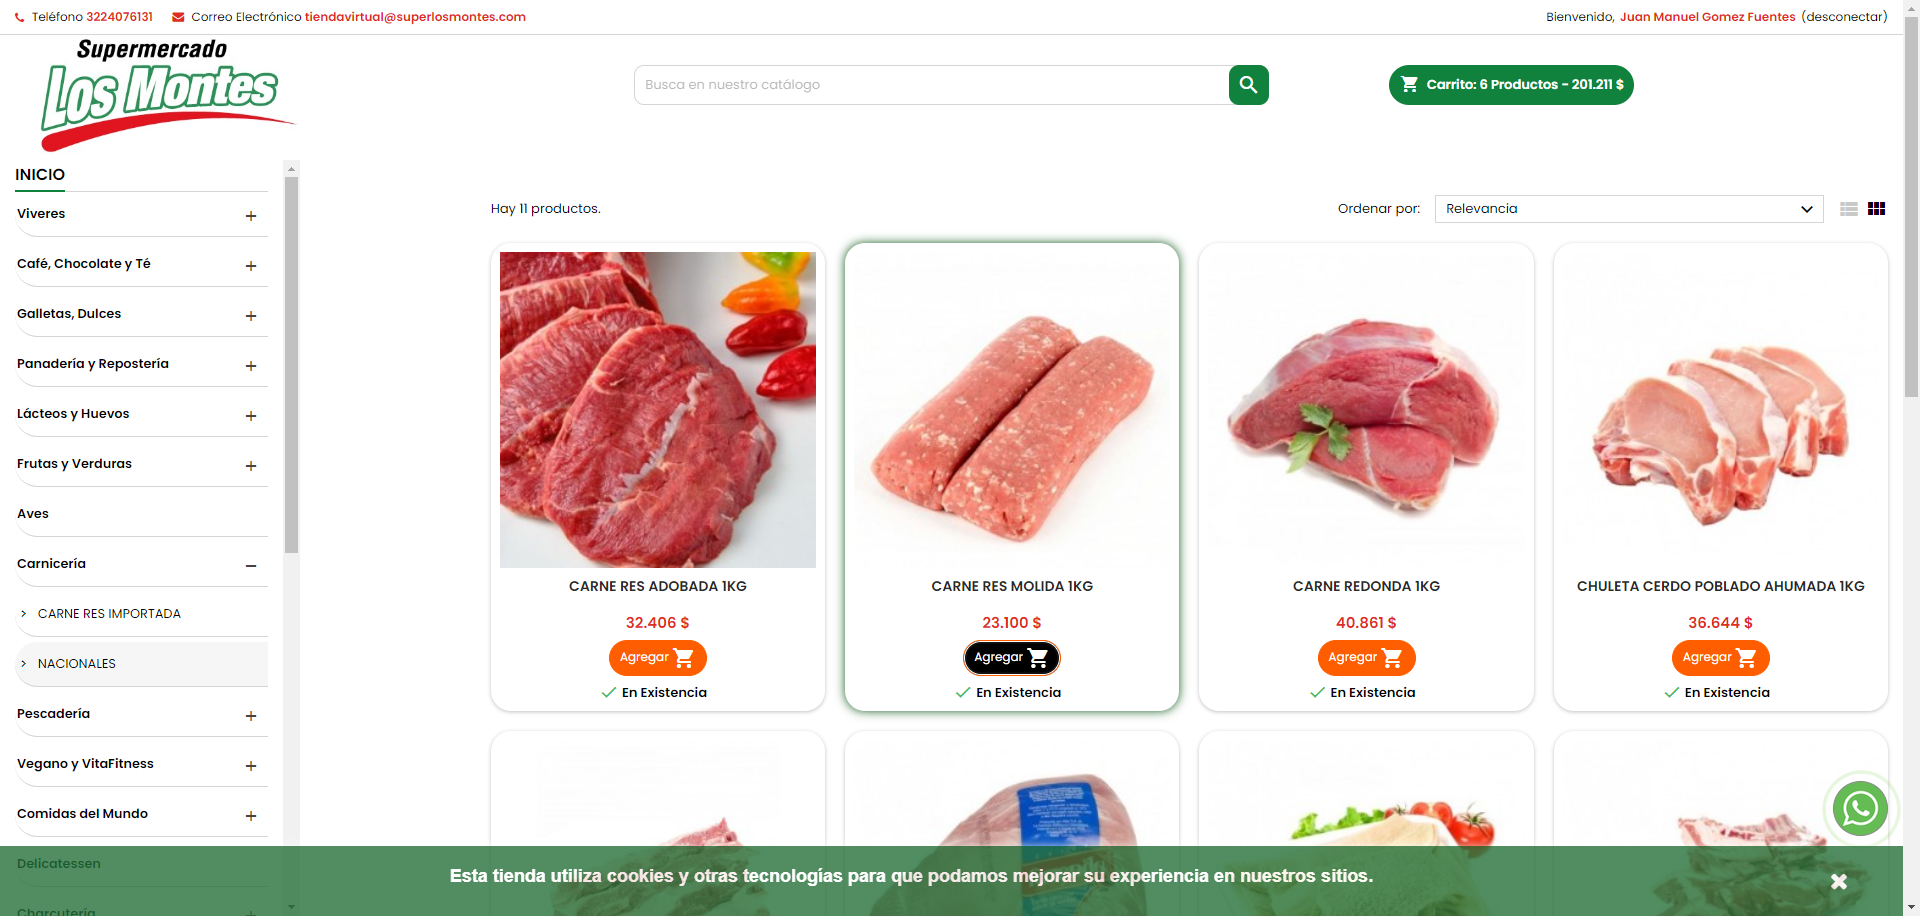 Teléfono 3224076131 Correo Electrónico tiendavirtual@superlosmontes.com
Bienvenido, Juan Manuel Gomez Fuentes (desconectar)
Supermercado
Los Montes
Busca en nuestro catálogo
Carrito: 6 Productos - 201.211 $
INICIO
Viveres
Café, Chocolate y Té
Galletas, Dulces
Panadería y Repostería
Lácteos y Huevos
Frutas y Verduras
Aves
Carnicería
CARNE RES IMPORTADA
NACIONALES
Pescadería
Vegano y VitaFitness
Comidas del Mundo
Delicatessen
Charcutería
Hay 11 productos.
Ordenar por: Relevancia
CARNE RES ADOBADA 1KG
32.406 $
Agregar
En Existencia
CARNE RES MOLIDA 1KG
23.100 $
Agregar
En Existencia
CARNE REDONDA 1KG
40.861 $
Agregar
En Existencia
CHULETA CERDO POBLADO AHUMADA 1KG
36.644 $
Agregar
En Existencia
Esta tienda utiliza cookies y otras tecnologías para que podamos mejorar su experiencia en nuestros sitios.